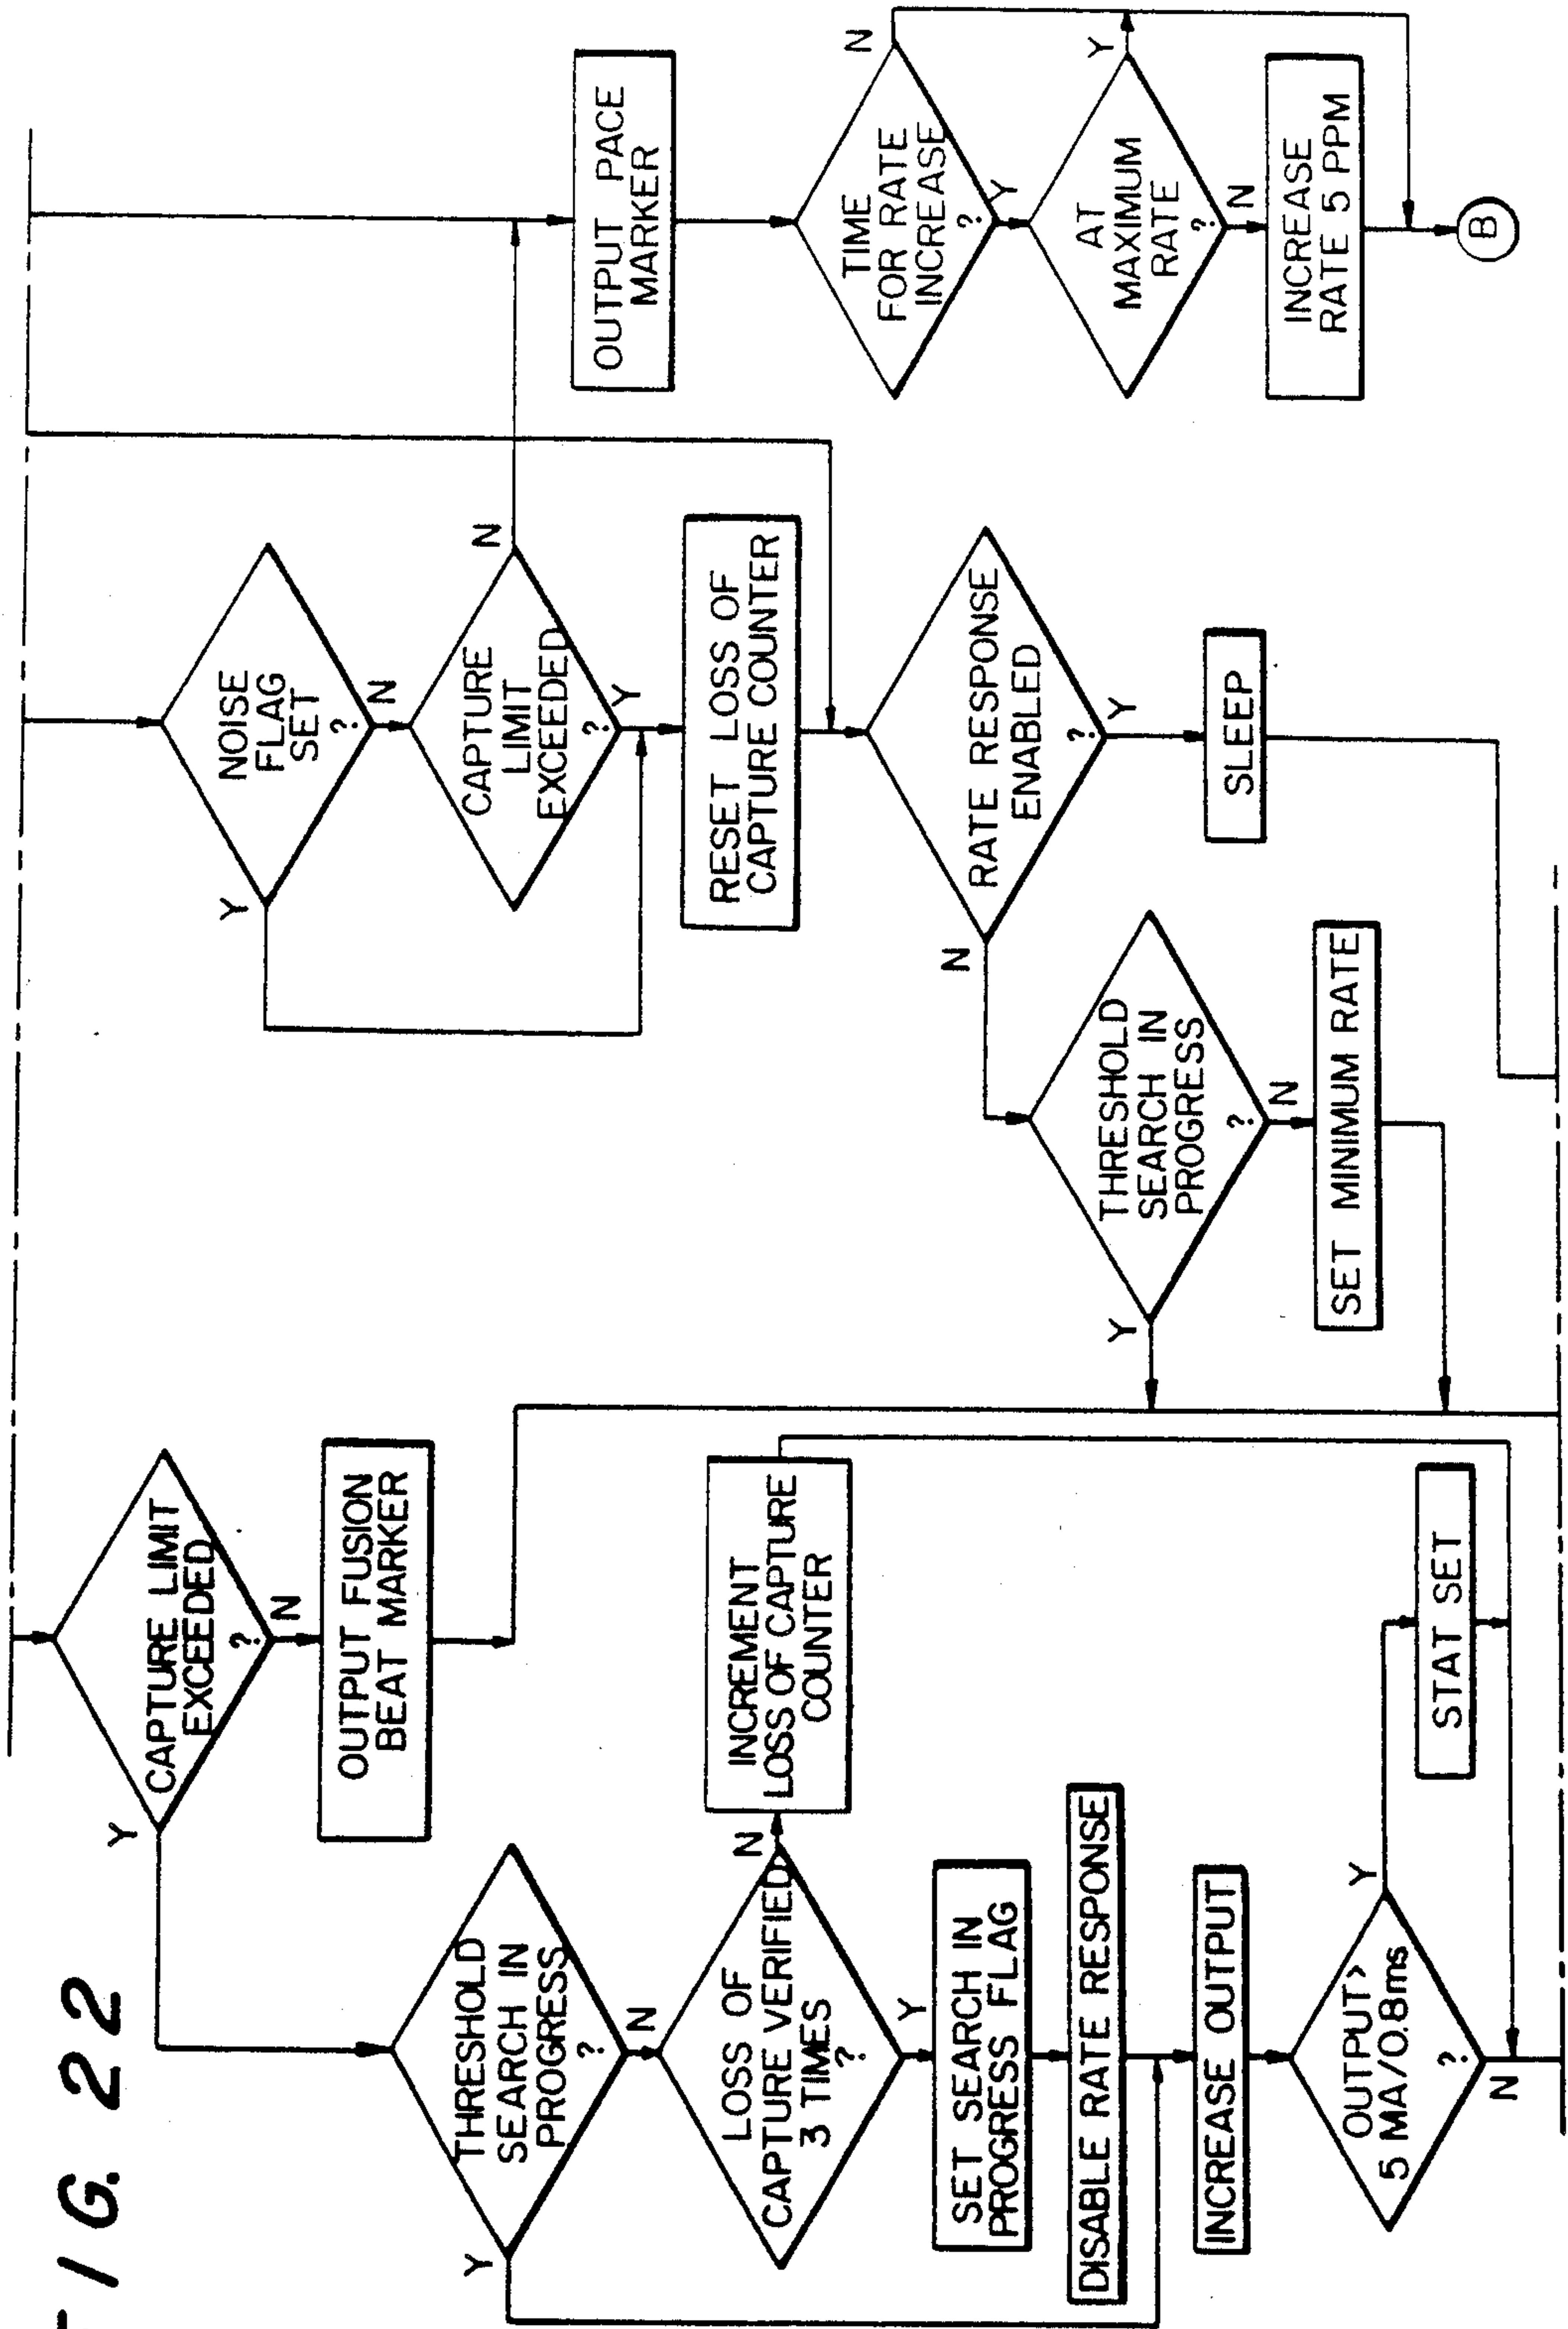 FIG. 22
CAPTURE LIMIT
EXCEEDED
?
Y
N
OUTPUT FUSION
BEAT MARKER
THRESHOLD
SEARCH IN
PROGRESS
?
Y
N
LOSS OF
CAPTURE VERIFIED
3 TIMES
?
N
Y
INCREMENT
LOSS OF CAPTURE
COUNTER
SET SEARCH IN
PROGRESS FLAG
DISABLE RATE RESPONSE
INCREASE OUTPUT
OUTPUT>
5 MA/0.8ms
?
Y
N
STAT SET
NOISE
FLAG
SET
?
Y
N
CAPTURE
LIMIT
EXCEEDED
?
N
Y
RESET LOSS OF
CAPTURE COUNTER
RATE RESPONSE
ENABLED
?
N
Y
SLEEP
THRESHOLD
SEARCH IN
PROGRESS
?
Y
N
SET MINIMUM RATE
OUTPUT PACE
MARKER
TIME
FOR RATE
INCREASE
?
N
Y
AT
MAXIMUM
RATE
?
Y
N
INCREASE
RATE 5 PPM
B